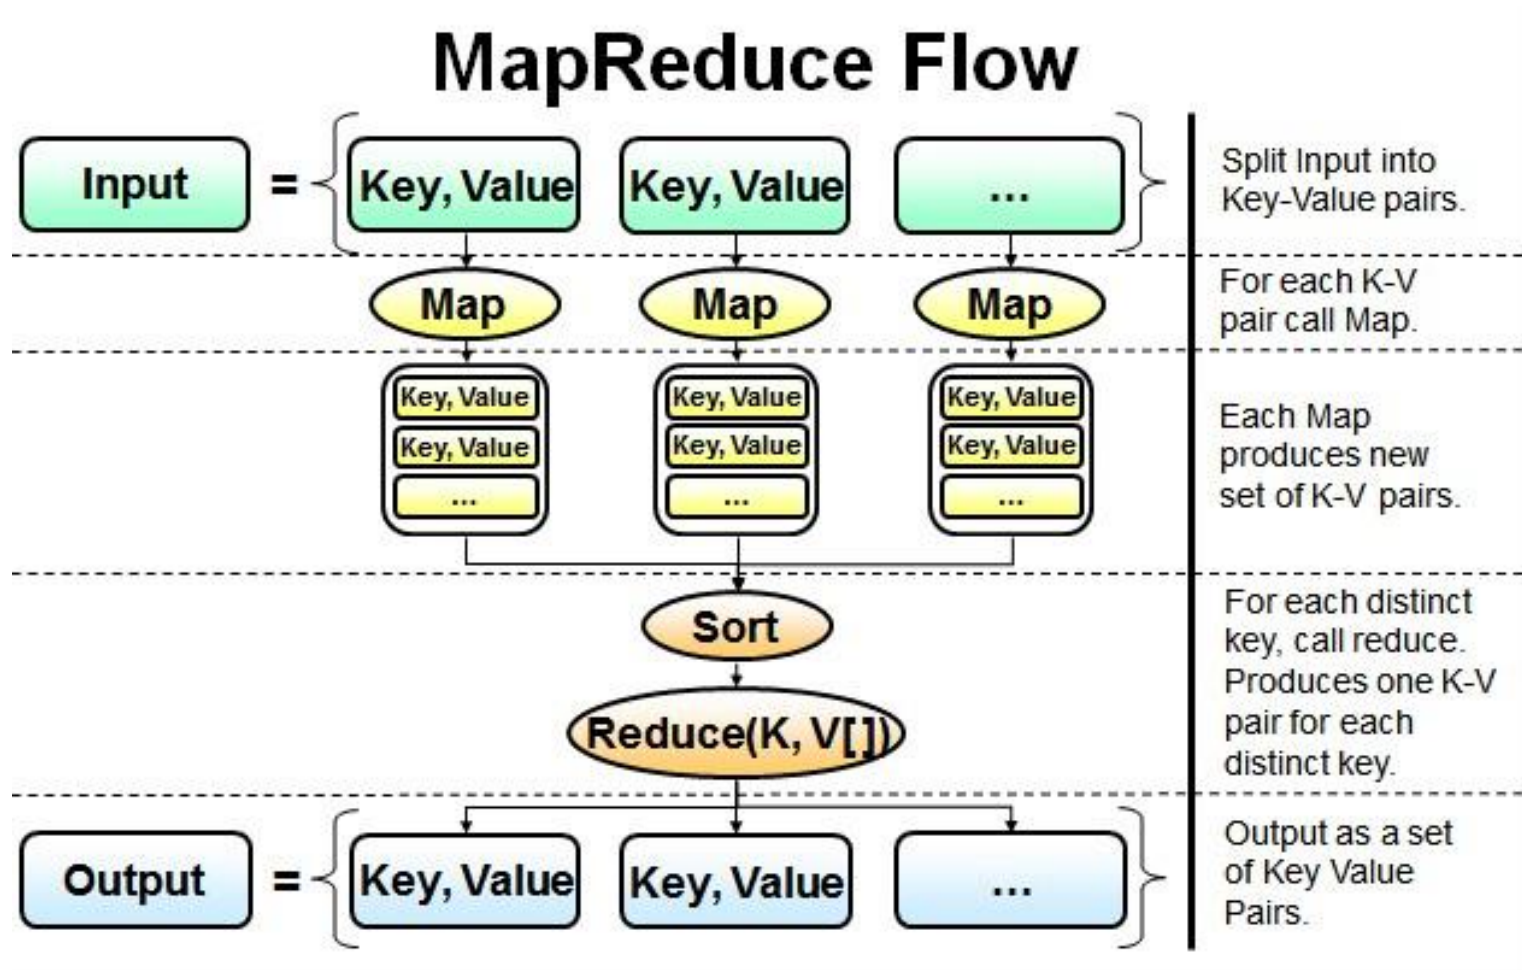 MapReduce Flow
Input = Key, Value Key, Value ...
Split Input into
Key-Value pairs.
Map Map Map
For each K-V
pair call Map.
Key, Value Key, Value Key, Value
Key, Value Key, Value Key, Value
... ... ...
Each Map
produces new
set of K-V pairs.
Sort
Reduce(K, V[])
For each distinct
key, call reduce.
Produces one K-V
pair for each
distinct key.
Output = Key, Value Key, Value ...
Output as a set
of Key Value
Pairs.